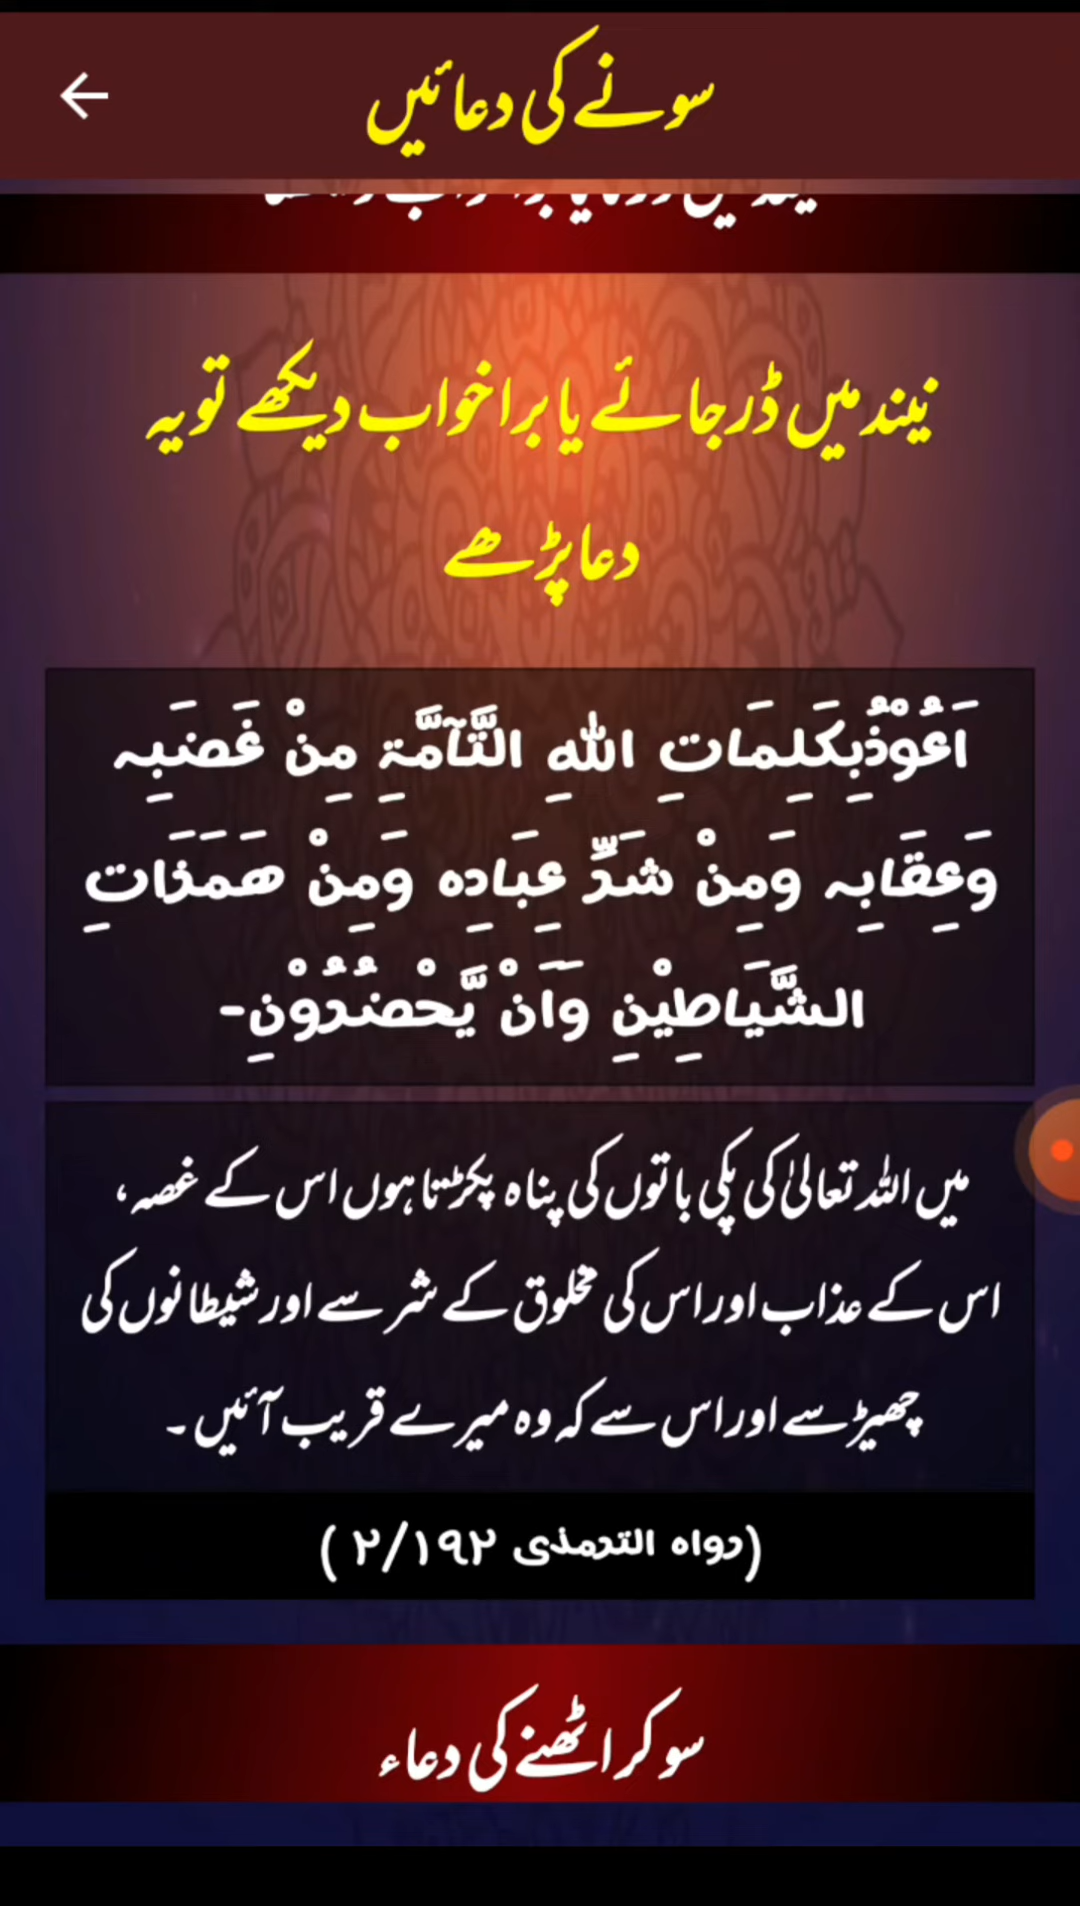 سونے کی دعائیں
نیند میں ڈر جائے یا برا خواب دیکھے تو یہ
دعا پڑھے
اَعُوْذُبِکَلِمَاتِ اللهِ التَّآمَّۃِ مِنْ غَضَبِہ
وَعِقَابِہ وَمِنْ شَرِّ عِبَادِہ وَمِنْ ھَمَزَاتِ
الشَّیَاطِیْنِ وَاَنْ یَّحْضُرُوْنِ-
میں اللہ تعالیٰ کی پکی باتوں کی پناہ پکڑتا ہوں اس کے غصہ،
اس کے عذاب اور اس کی مخلوق کے شر سے اور شیطانوں کی
چھیڑ سے اور اس سے کہ وہ میرے قریب آئیں۔
(رواہ الترمذی ۲/۱۹۲ )
سو کر اٹھنے کی دعاء